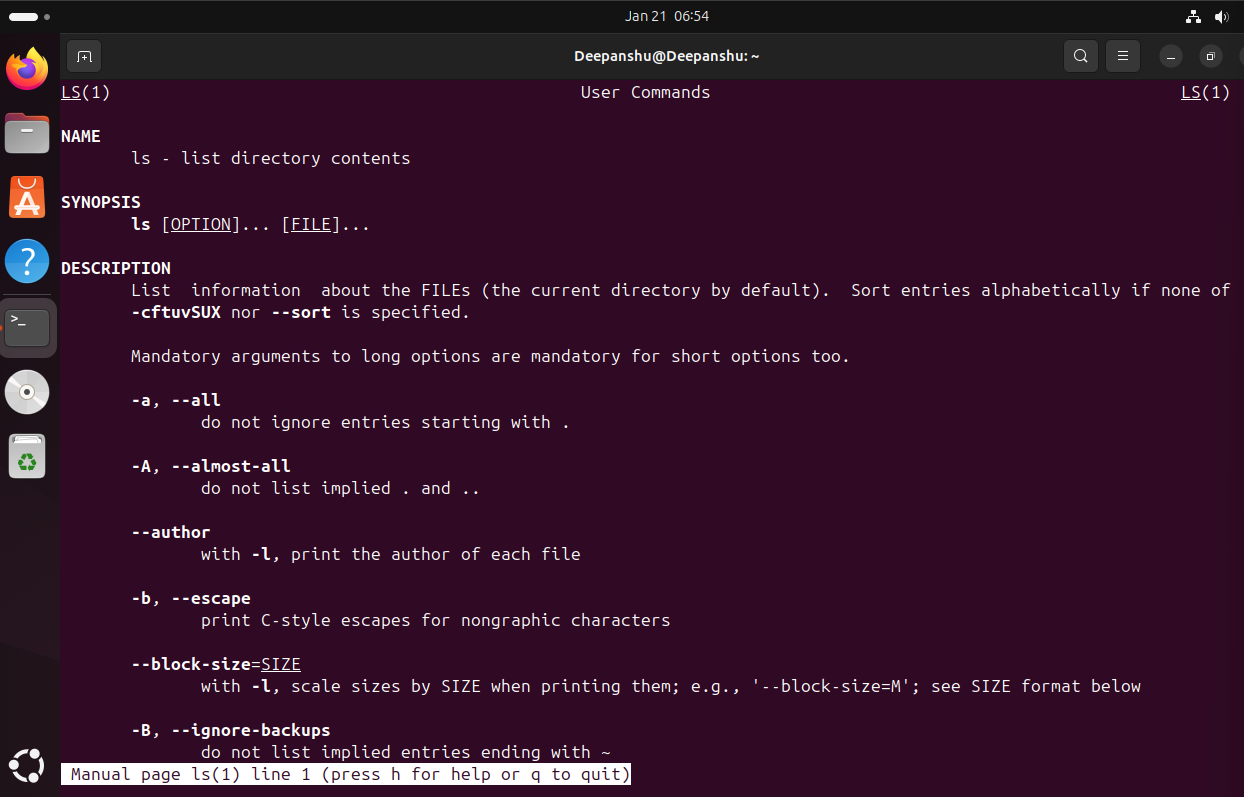 Jan 21 06:54
Deepanshu@Deepanshu: ~
LS(1) User Commands LS(1)
NAME
ls - list directory contents
SYNOPSIS
ls [OPTION]... [FILE]...
DESCRIPTION
List information about the FILEs (the current directory by default). Sort entries alphabetically if none of
-cftuvSUX nor --sort is specified.
Mandatory arguments to long options are mandatory for short options too.
-a, --all
do not ignore entries starting with .
-A, --almost-all
do not list implied . and ..
--author
with -l, print the author of each file
-b, --escape
print C-style escapes for nongraphic characters
--block-size=SIZE
with -l, scale sizes by SIZE when printing them; e.g., '--block-size=M'; see SIZE format below
-B, --ignore-backups
do not list implied entries ending with ~
Manual page ls(1) line 1 (press h for help or q to quit)